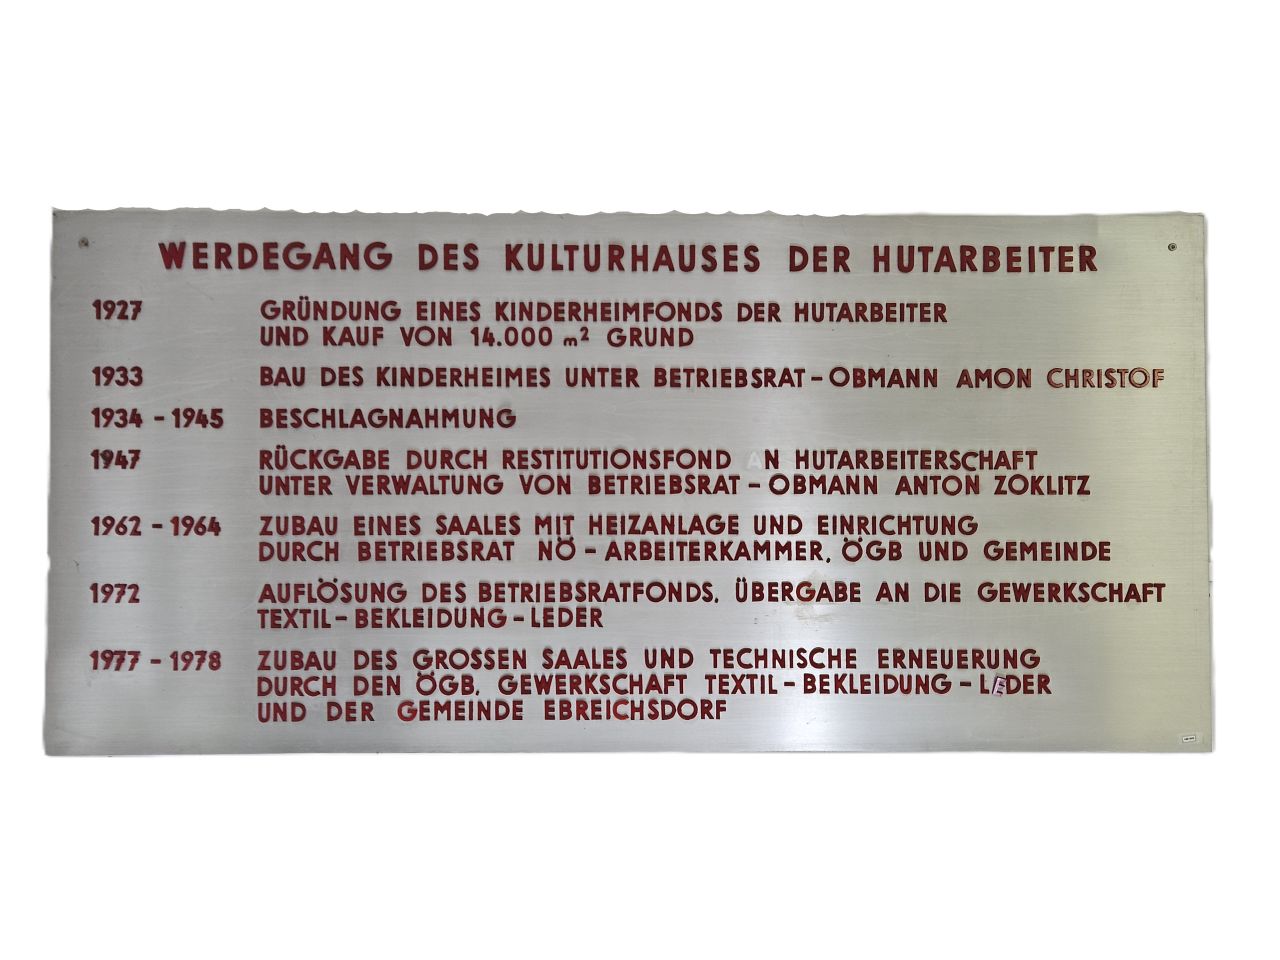 WERDEGANG DES KULTURHAUSES DER HUTARBEITER
1927 GRÜNDUNG EINES KINDERHEIMFONDS DER HUTARBEITER
UND KAUF VON 14.000 m² GRUND
1933 BAU DES KINDERHEIMES UNTER BETRIEBSRAT-OBMANN AMON CHRISTOF
1934 - 1945 BESCHLAGNAHMUNG
1947 RÜCKGABE DURCH RESTITUTIONSFOND AN HUTARBEITERSCHAFT
UNTER VERWALTUNG VON BETRIEBSRAT-OBMANN ANTON ZÖKLITZ
1962 - 1964 ZUBAU EINES SAALES MIT HEIZANLAGE UND EINRICHTUNG
DURCH BETRIEBSRAT NÖ-ARBEITERKAMMER, ÖGB UND GEMEINDE
1972 AUFLÖSUNG DES BETRIEBSRATFONDS. ÜBERGABE AN DIE GEWERKSCHAFT
TEXTIL-BEKLEIDUNG-LEDER
1977 - 1978 ZUBAU DES GROSSEN SAALES UND TECHNISCHE ERNEUERUNG
DURCH DEN ÖGB. GEWERKSCHAFT TEXTIL-BEKLEIDUNG-LEDER
UND DER GEMEINDE EBREICHSDORF